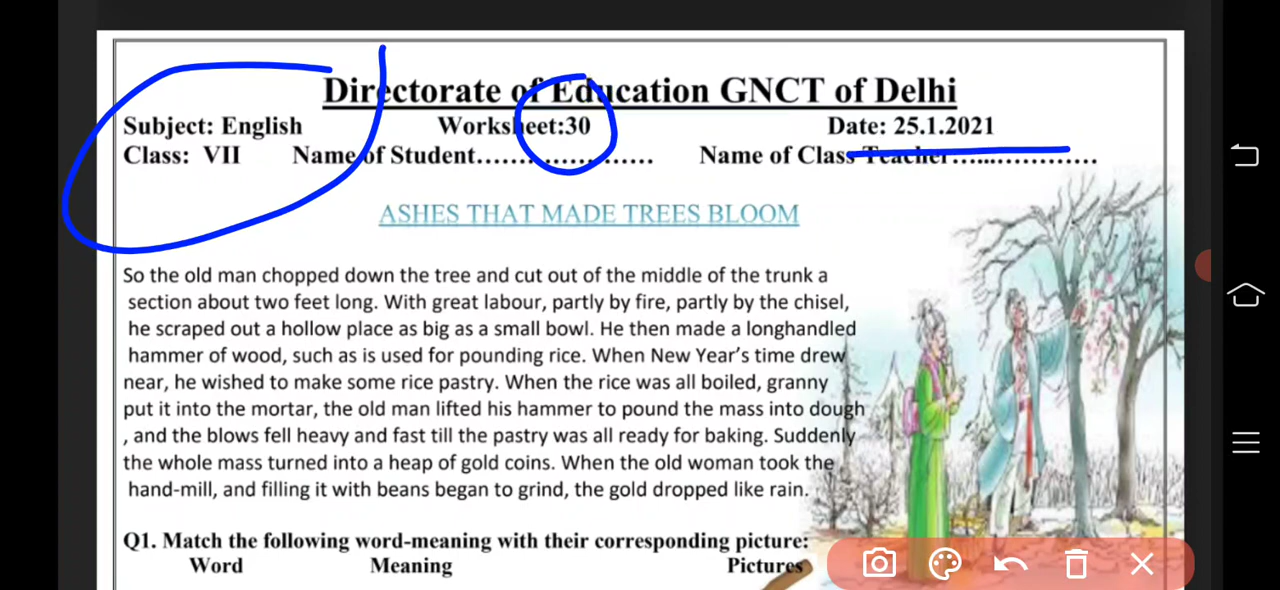 Directorate of Education GNCT of Delhi
Subject: English Worksheet:30 Date: 25.1.2021
Class: VII Name of Student........................ Name of Class Teacher.....................
ASHES THAT MADE TREES BLOOM
So the old man chopped down the tree and cut out of the middle of the trunk a
section about two feet long. With great labour, partly by fire, partly by the chisel,
he scraped out a hollow place as big as a small bowl. He then made a longhandled
hammer of wood, such as is used for pounding rice. When New Year's time drew
near, he wished to make some rice pastry. When the rice was all boiled, granny
put it into the mortar, the old man lifted his hammer to pound the mass into dough
, and the blows fell heavy and fast till the pastry was all ready for baking. Suddenly
the whole mass turned into a heap of gold coins. When the old woman took the
hand-mill, and filling it with beans began to grind, the gold dropped like rain.
Q1. Match the following word-meaning with their corresponding picture:
Word Meaning Pictures